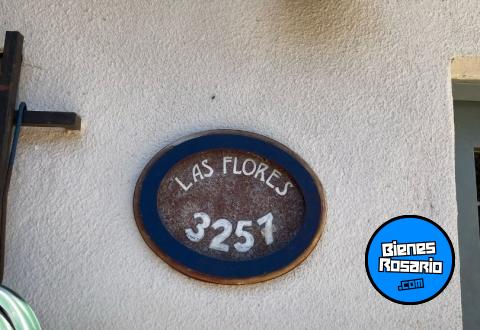 LAS FLORES
3257
Bienes
Rosario
.com